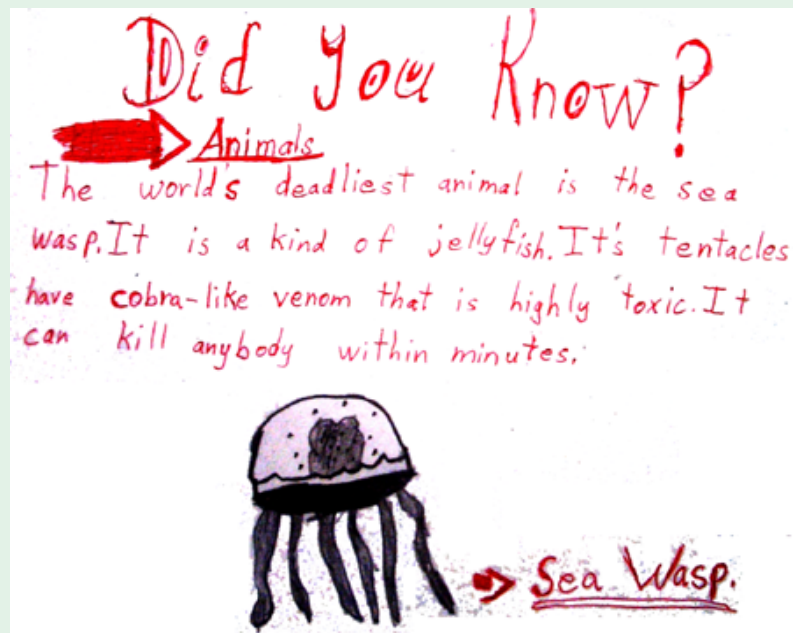 Did You Know?
Animals
The world's deadliest animal is the sea
wasp. It is a kind of jellyfish. It's tentacles
have cobra-like venom that is highly toxic. It
can kill anybody within minutes.
Sea Wasp.